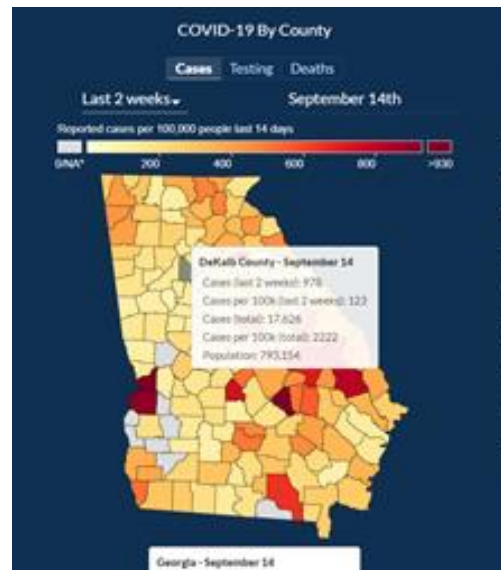 COVID-19 By County
Cases Testing Deaths
Last 2 weeks September 14th
Reported cases per 100,000 people last 14 days
0/NA* 200 400 600 800 >930
DeKalb County - September 14
Cases (last 2 weeks): 978
Cases per 100k (last 2 weeks): 123
Cases (total): 17,626
Cases per 100k (total): 2222
Population: 793,154
Georgia - September 14